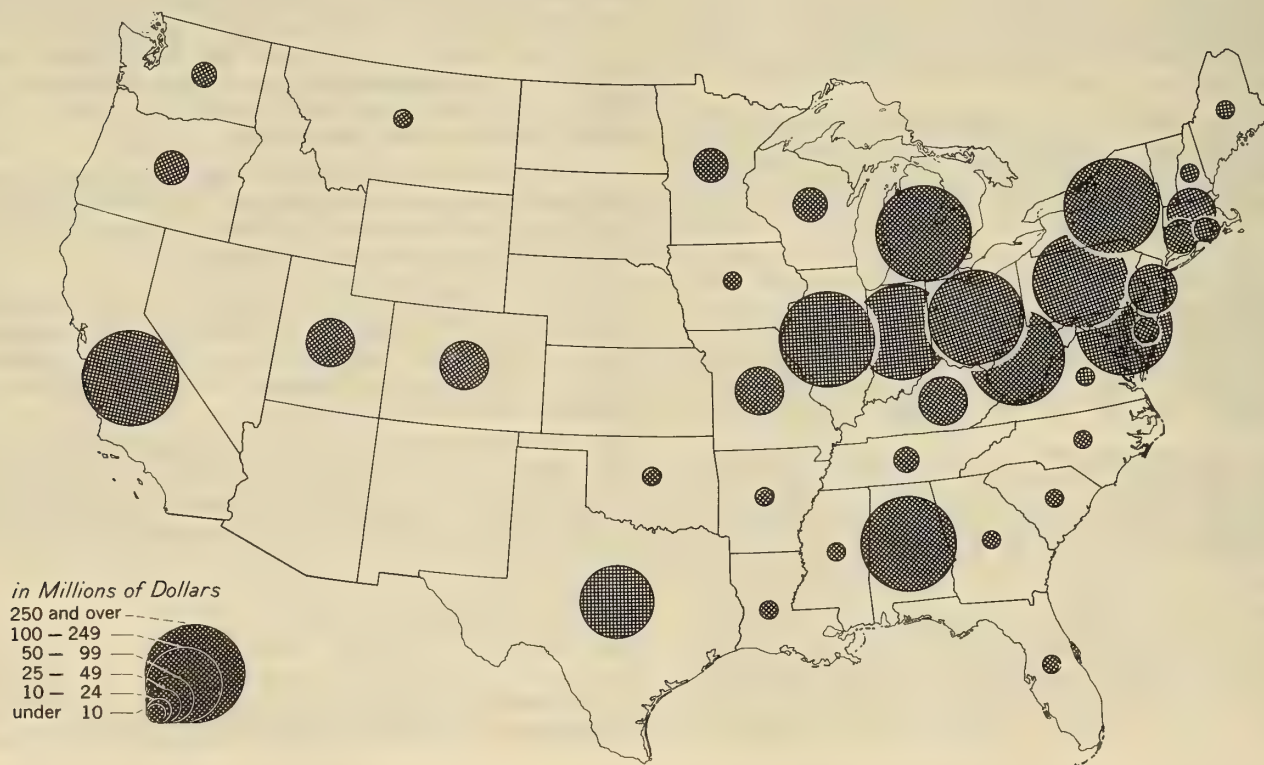 in Millions of Dollars
250 and over
100 – 249
50 – 99
25 – 49
10 – 24
under 10